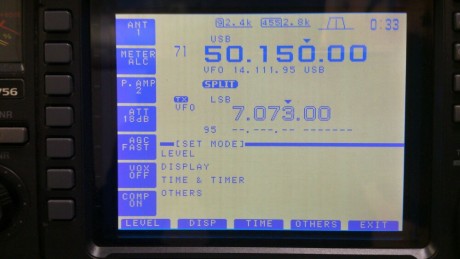 ANT 1
9 2.4k 455 2.8k 0:33
USB
71 50.150.00
METER ALC
VFO 14.111.95 USB
P.AMP 2
SPLIT
756
TX VFO LSB
7.073.00
ATT 18dB
95 --.---.-- ------
NR
AGC FAST
[SET MODE]
LEVEL
VOX OFF
DISPLAY
TIME & TIMER
COMP ON
OTHERS
LEVEL DISP TIME OTHERS EXIT